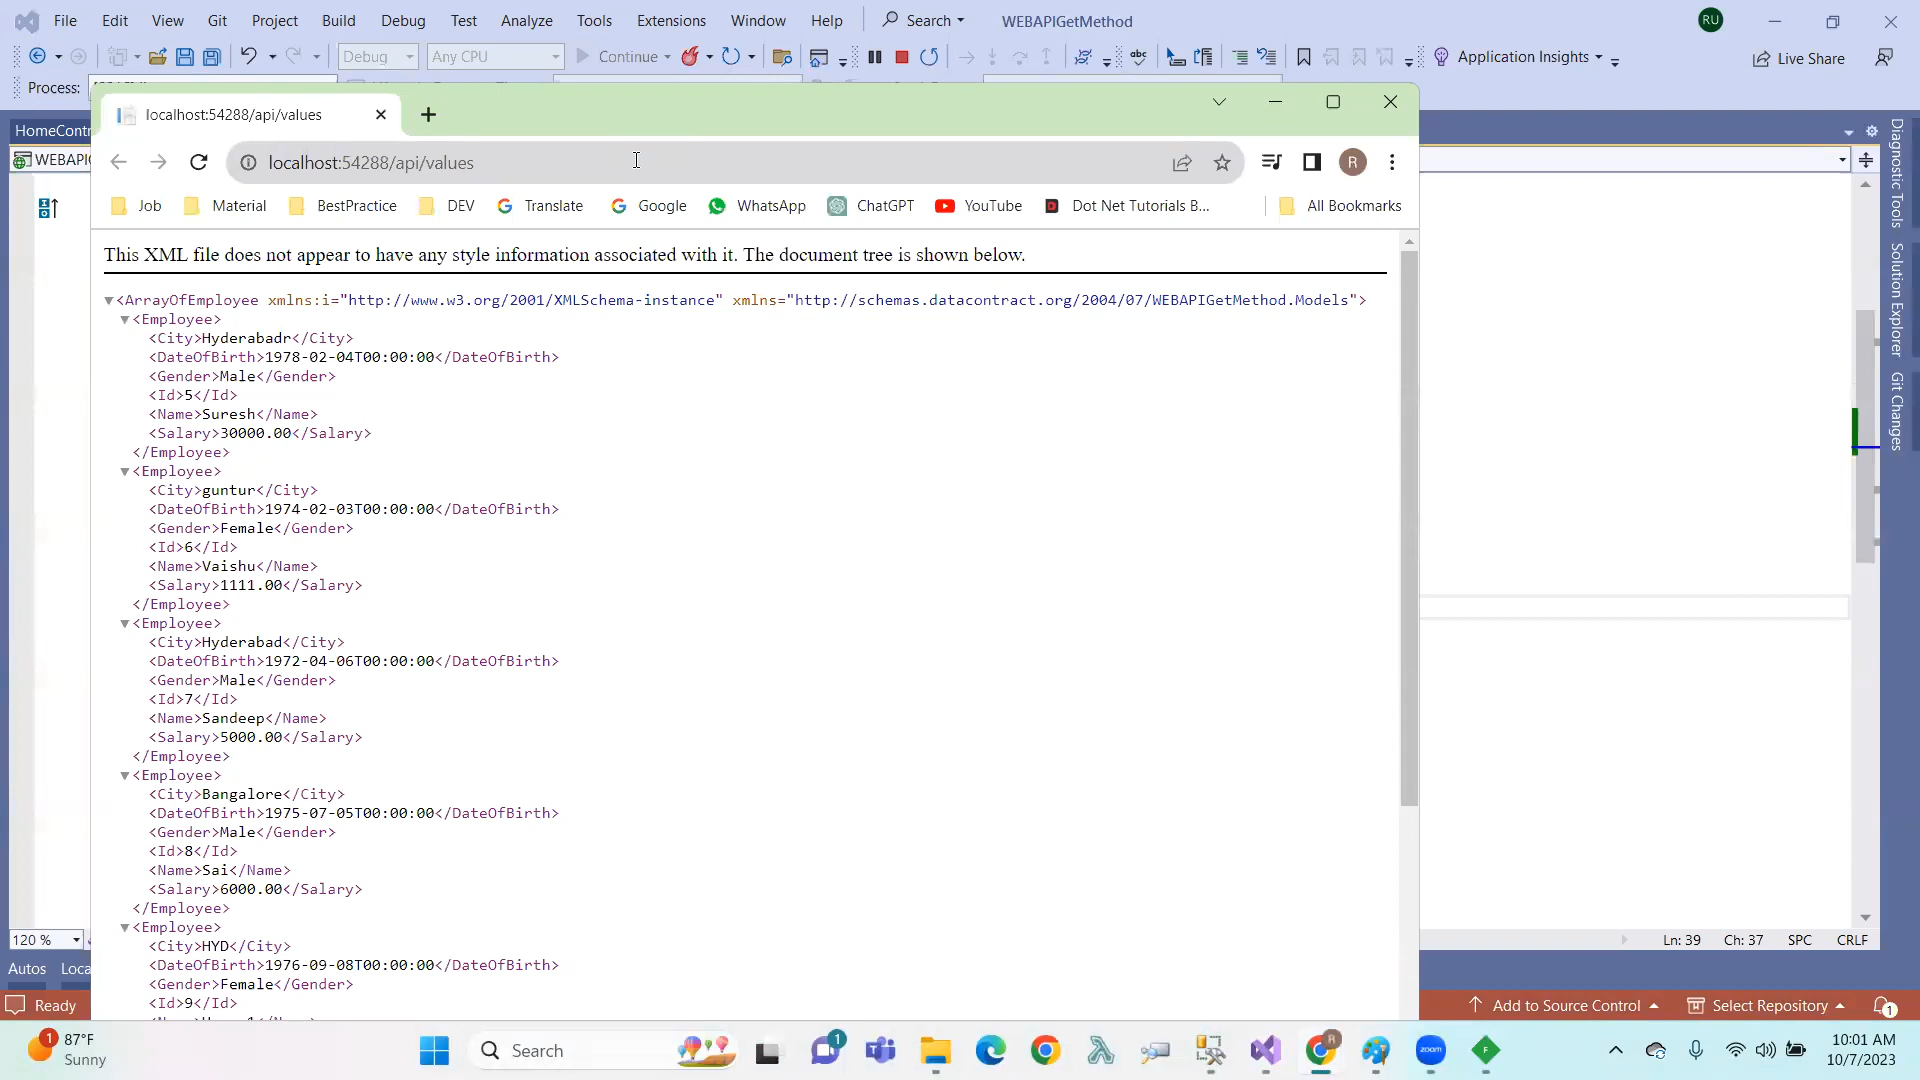 File Edit View Git Project Build Debug Test Analyze Tools Extensions Window Help Search WEBAPIGetMethod RU
Debug Any CPU Continue Application Insights Live Share
Process:
localhost:54288/api/values
HomeContr
WEBAPI
localhost:54288/api/values R
Job Material BestPractice DEV Translate Google WhatsApp ChatGPT YouTube Dot Net Tutorials B... All Bookmarks
This XML file does not appear to have any style information associated with it. The document tree is shown below.
<ArrayOfEmployee xmlns:i="http://www.w3.org/2001/XMLSchema-instance" xmlns="http://schemas.datacontract.org/2004/07/WEBAPIGetMethod.Models">
<Employee>
<City>Hyderabadr</City>
<DateOfBirth>1978-02-04T00:00:00</DateOfBirth>
<Gender>Male</Gender>
<Id>5</Id>
<Name>Suresh</Name>
<Salary>30000.00</Salary>
</Employee>
<Employee>
<City>guntur</City>
<DateOfBirth>1974-02-03T00:00:00</DateOfBirth>
<Gender>Female</Gender>
<Id>6</Id>
<Name>Vaishu</Name>
<Salary>1111.00</Salary>
</Employee>
<Employee>
<City>Hyderabad</City>
<DateOfBirth>1972-04-06T00:00:00</DateOfBirth>
<Gender>Male</Gender>
<Id>7</Id>
<Name>Sandeep</Name>
<Salary>5000.00</Salary>
</Employee>
<Employee>
<City>Bangalore</City>
<DateOfBirth>1975-07-05T00:00:00</DateOfBirth>
<Gender>Male</Gender>
<Id>8</Id>
<Name>Sai</Name>
<Salary>6000.00</Salary>
</Employee>
<Employee>
<City>HYD</City>
<DateOfBirth>1976-09-08T00:00:00</DateOfBirth>
<Gender>Female</Gender>
<Id>9</Id>
Diagnostic Tools
Solution Explorer
Git Changes
120 % Ln: 39 Ch: 37 SPC CRLF
Autos Loca
Ready Add to Source Control Select Repository 1
1 87°F
Sunny
Search 1 R zoom F
10:01 AM
10/7/2023